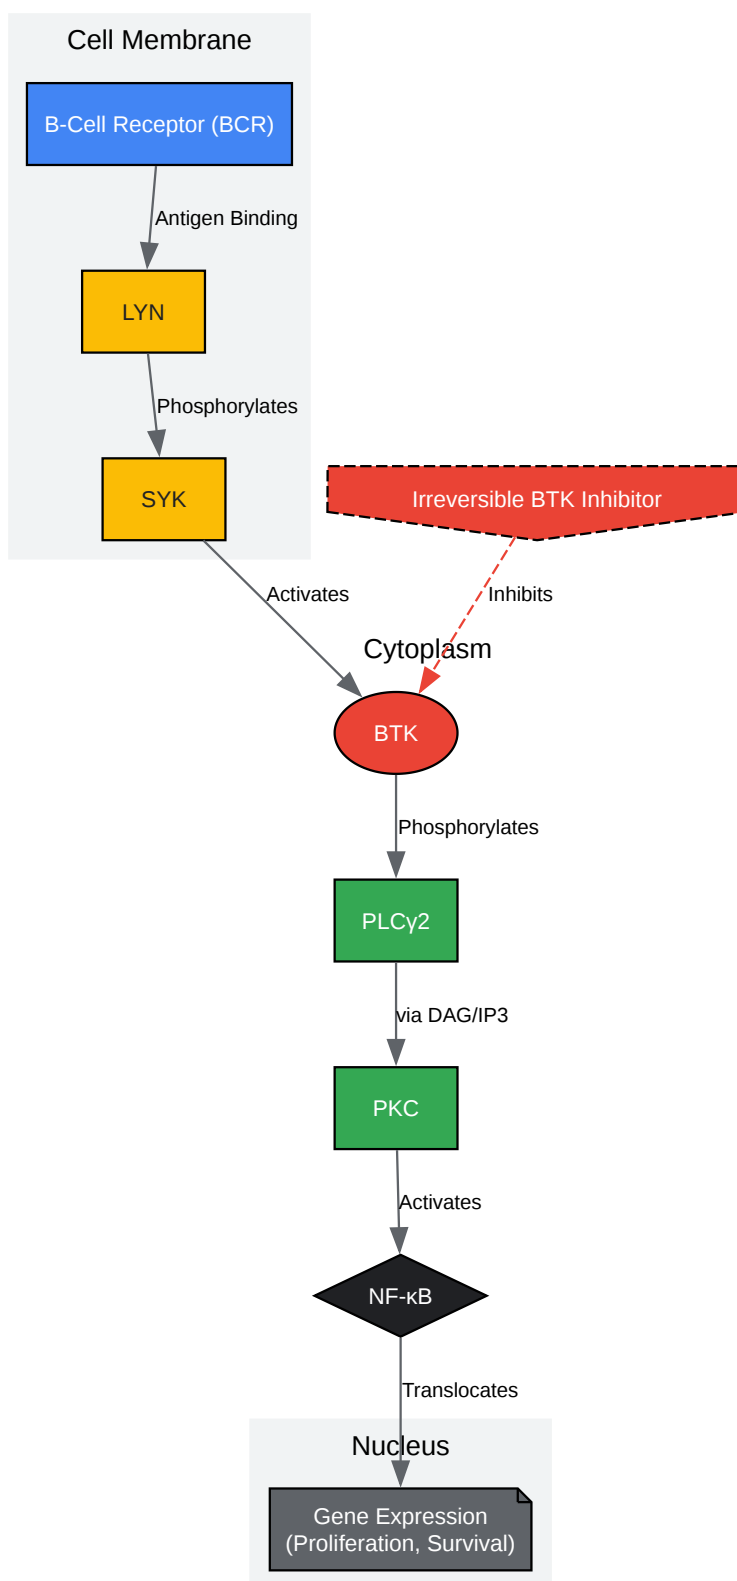 Cell Membrane
B-Cell Receptor (BCR)
Antigen Binding
LYN
Phosphorylates
SYK
Irreversible BTK Inhibitor
Activates
Inhibits
Cytoplasm
BTK
Phosphorylates
PLCγ2
via DAG/IP3
PKC
Activates
NF-κB
Translocates
Nucleus
Gene Expression
(Proliferation, Survival)